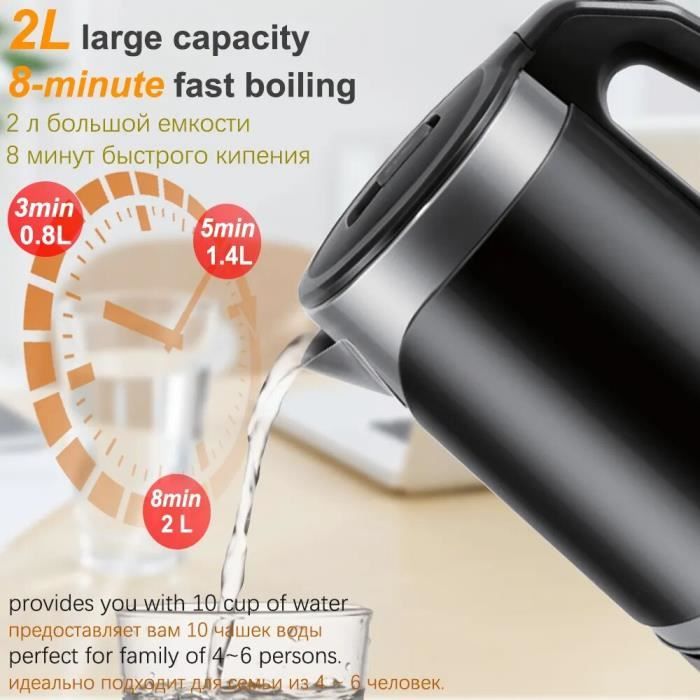 2L large capacity
8-minute fast boiling
2 л большой емкости
8 минут быстрого кипения
3min
0.8L
5min
1.4L
8min
2 L
provides you with 10 cup of water
предоставляет вам 10 чашек воды
perfect for family of 4~6 persons.
идеально подходит для семьи из 4 ~ 6 человек.